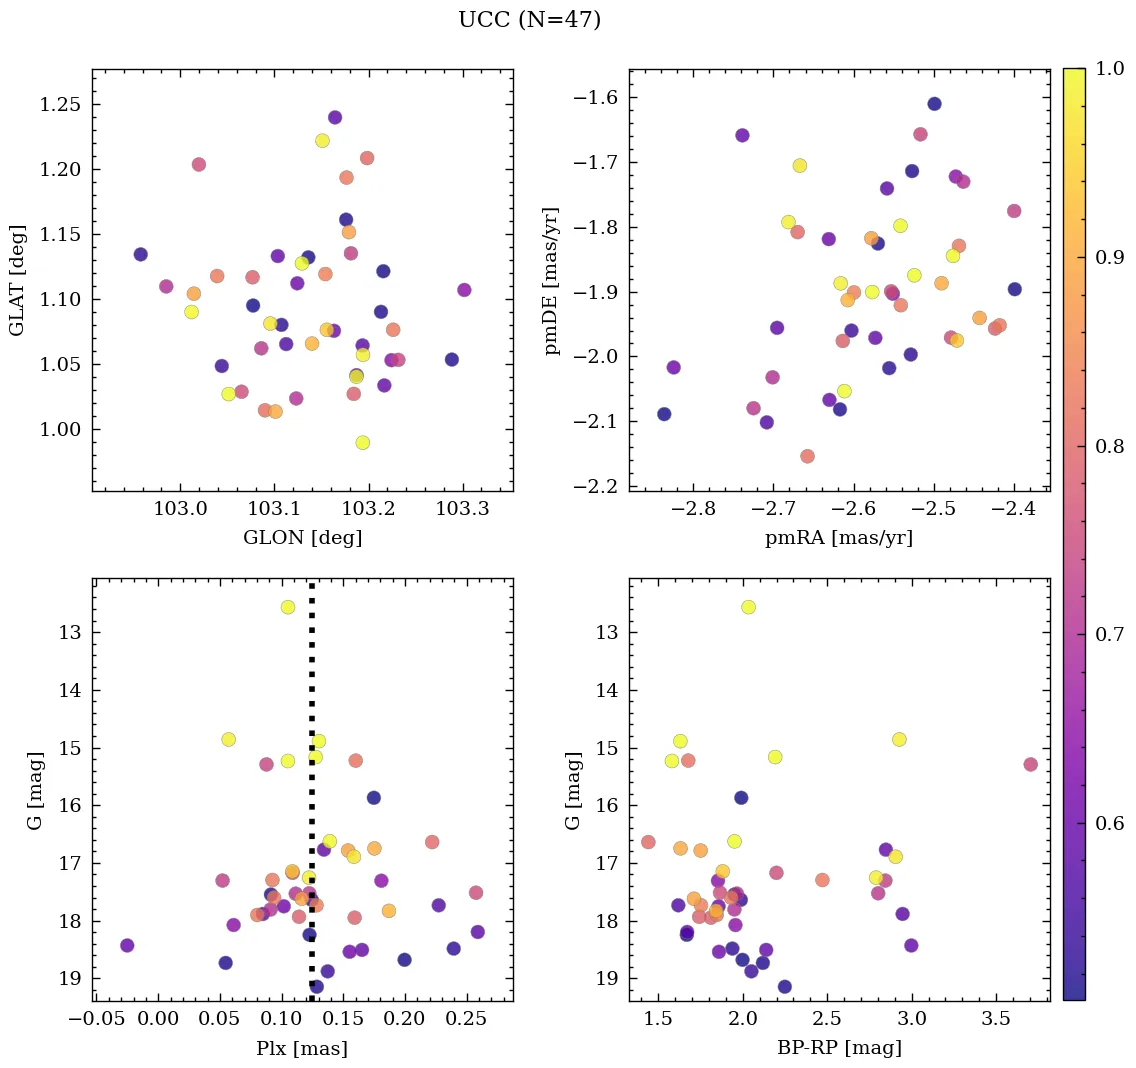 UCC (N=47)
1.25
1.20
1.15
1.10
1.05
1.00
GLAT [deg]
103.0 103.1 103.2 103.3
GLON [deg]
−1.6
−1.7
−1.8
−1.9
−2.0
−2.1
−2.2
pmDE [mas/yr]
−2.8 −2.7 −2.6 −2.5 −2.4
pmRA [mas/yr]
1.0
0.9
0.8
0.7
0.6
13
14
15
16
17
18
19
G [mag]
−0.05 0.00 0.05 0.10 0.15 0.20 0.25
Plx [mas]
13
14
15
16
17
18
19
G [mag]
1.5 2.0 2.5 3.0 3.5
BP-RP [mag]